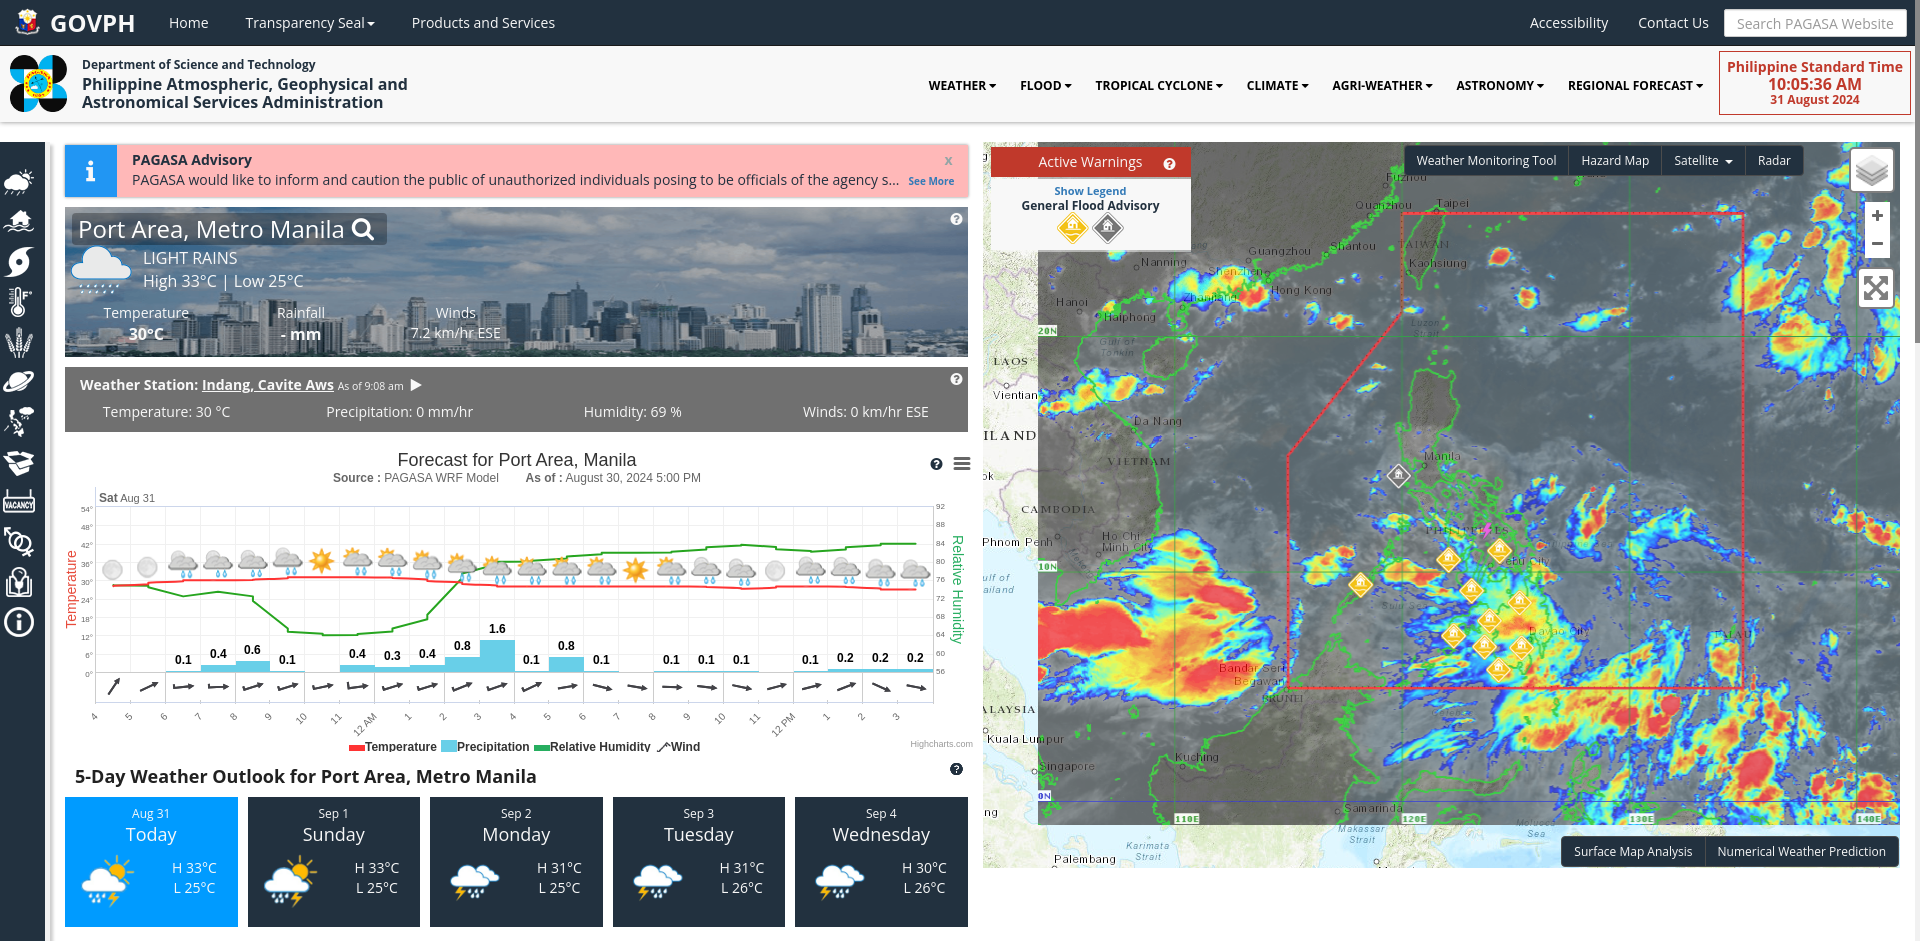 GOVPH
Home
Transparency Seal
Products and Services
Accessibility
Contact Us
Search PAGASA Website
Department of Science and Technology
Philippine Atmospheric, Geophysical and
Astronomical Services Administration
WEATHER
FLOOD
TROPICAL CYCLONE
CLIMATE
AGRI-WEATHER
ASTRONOMY
REGIONAL FORECAST
Philippine Standard Time
10:05:36 AM
31 August 2024
VACANCY
PAGASA Advisory
x
PAGASA would like to inform and caution the public of unauthorized individuals posing to be officials of the agency s... See More
Port Area, Metro Manila
LIGHT RAINS
High 33°C | Low 25°C
Temperature
30°C
Rainfall
- mm
Winds
7.2 km/hr ESE
Weather Station: Indang, Cavite Aws As of 9:08 am
Temperature: 30 °C
Precipitation: 0 mm/hr
Humidity: 69 %
Winds: 0 km/hr ESE
Forecast for Port Area, Manila
Source : PAGASA WRF Model As of : August 30, 2024 5:00 PM
Sat Aug 31
54°
48°
42°
36°
30°
24°
18°
12°
6°
0°
Temperature
92
88
84
80
76
72
68
64
60
56
Relative Humidity
0.1 0.4 0.6 0.1 0.4 0.3 0.4 0.8 1.6 0.1 0.8 0.1 0.1 0.1 0.1 0.1 0.2 0.2 0.2
4 5 6 7 8 9 10 11 12 AM 1 2 3 4 5 6 7 8 9 10 11 12 PM 1 2 3
Temperature Precipitation Relative Humidity Wind
Highcharts.com
5-Day Weather Outlook for Port Area, Metro Manila
Aug 31
Today
H 33°C
L 25°C
Sep 1
Sunday
H 33°C
L 25°C
Sep 2
Monday
H 31°C
L 25°C
Sep 3
Tuesday
H 31°C
L 26°C
Sep 4
Wednesday
H 30°C
L 26°C
Active Warnings
Show Legend
General Flood Advisory
Weather Monitoring Tool
Hazard Map
Satellite
Radar
+
−
Fuzhou
Quanzhou
Taipei
Shantou
TAIWAN
Guangzhou
Kaohsiung
Nanning
Shenzhen
Hong Kong
Zhanjiang
Hanoi
Haiphong
20N
Luzon
Gulf of
Tonkin
LAOS
Vientian
Da Nang
ILAND
VIETNAM
Manila
ok
CAMBODIA
PHILIPPINES
Phnom Penh
Ho Chi
Minh City
10N
ebu City
ulf of
ailand
Davao City
PALAU
Bandar Seri
Begawan
BRUNEI
ALAYSIA
Kuala Lumpur
Kuching
Singapore
0N
ng
Samarinda
110E
120E
130E
140E
Makassar
Strait
Molucca
Sea
Karimata
Strait
Palembang
Surface Map Analysis
Numerical Weather Prediction